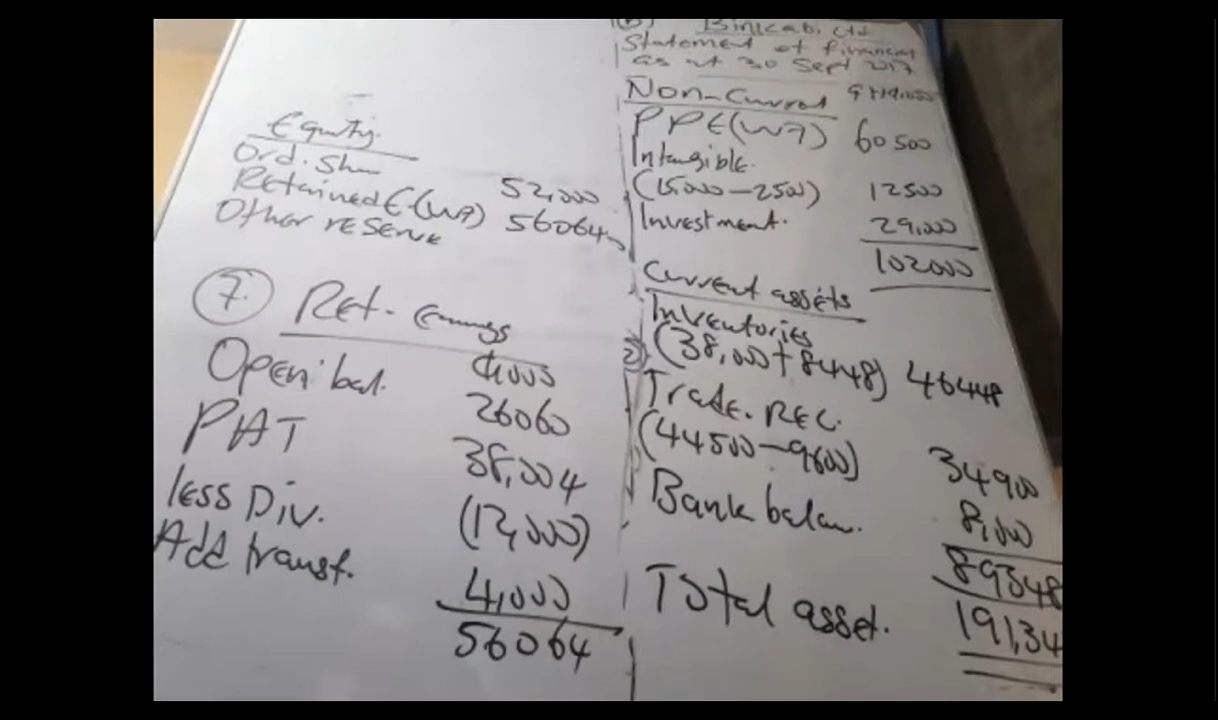 Binkabi Ltd
Statement of financial
as at 30 Sept 2017
Non-Current
PPE(W7) 60500
Intangible.
(15,000-2500) 12500
Investment. 29,000
102000
Current assets
Inventories
(38,000+8448) 46448
Trade. REC.
(44500-9600) 34900
Bank balan. 8,000
89348
Total asset. 191,34
Equity.
Ord. Sh
52,000
Retained E.(W7) 56064
Other reserve
7. Ret- Earnings
Open bal.
26060
PAT 38,004
less Div. (12,000)
Add transf. 4,000
56064